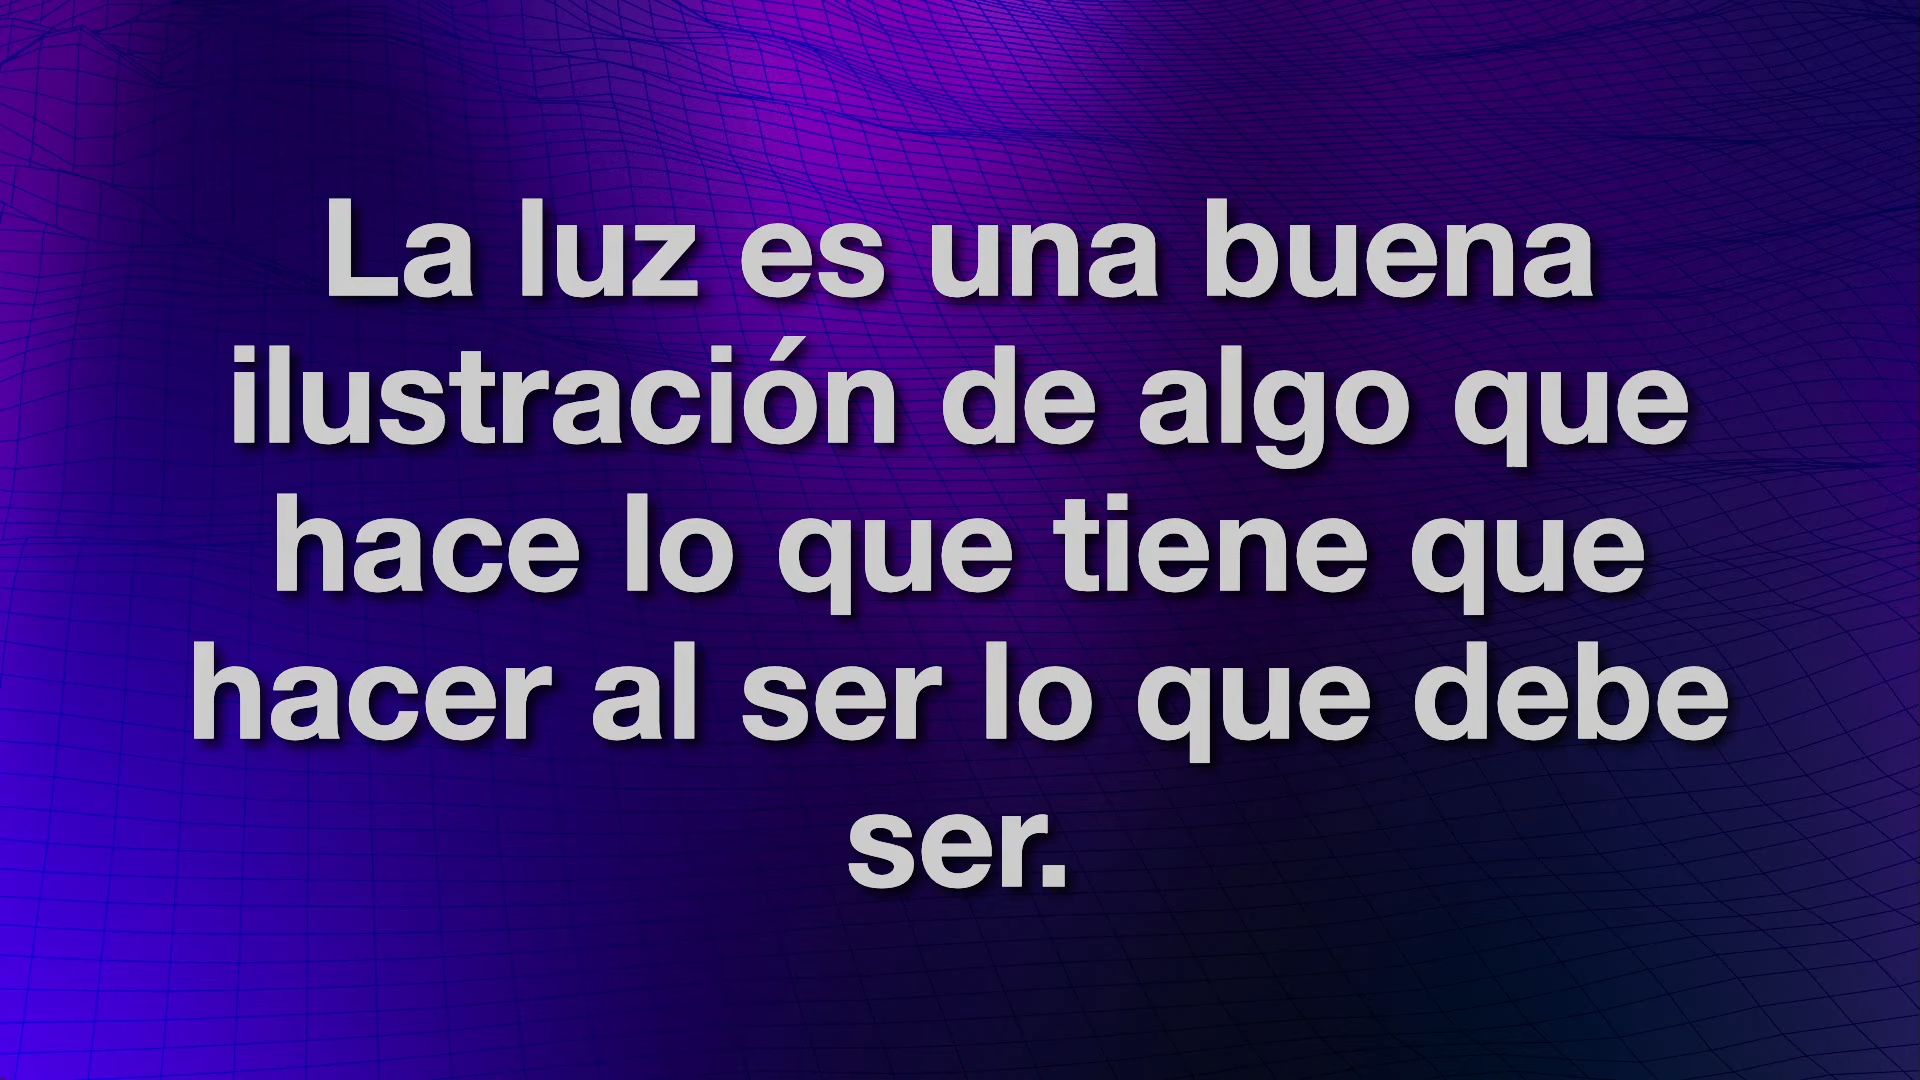 La luz es una buena
ilustración de algo que
hace lo que tiene que
hacer al ser lo que debe
ser.